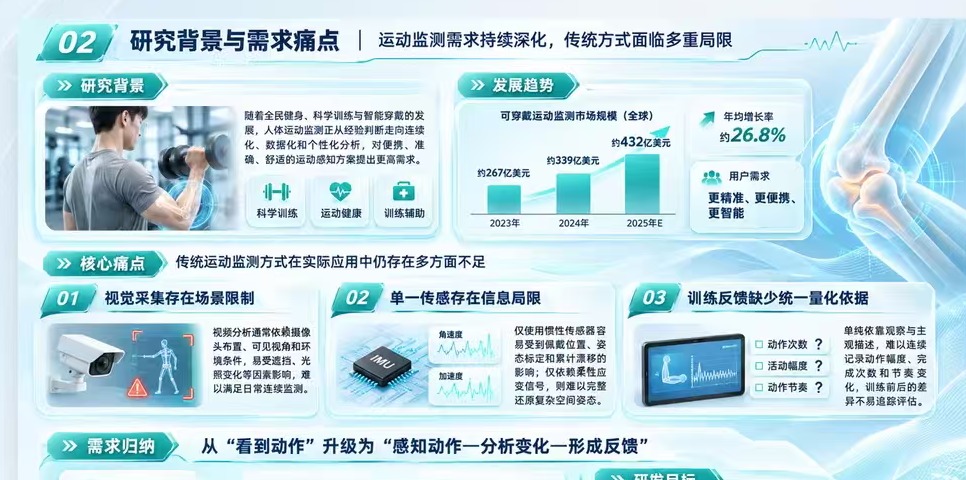 02 研究背景与需求痛点 | 运动监测需求持续深化，传统方式面临多重局限
研究背景
随着全民健身、科学训练与智能穿戴的发
展，人体运动监测正从经验判断走向连续
化、数据化和个性化分析，对便携、准
确、舒适的运动感知方案提出更高需求。
科学训练
运动健康
训练辅助
发展趋势
可穿戴运动监测市场规模（全球）
约267亿美元
约339亿美元
约432亿美元
2023年
2024年
2025年E
年均增长率
约26.8%
用户需求
更精准、更便携、
更智能
核心痛点
传统运动监测方式在实际应用中仍存在多方面不足
01 视觉采集存在场景限制
视频分析通常依赖摄像
头布置、可见视角和环
境条件，易受遮挡、光
照变化等因素影响，难
以满足日常连续监测。
02 单一传感存在信息局限
IMU
角速度
加速度
仅使用惯性传感器容
易受到佩戴位置、姿
态标定和累计漂移的
影响；仅依赖柔性应
变信号，则难以完整
还原复杂空间姿态。
03 训练反馈缺少统一量化依据
动作次数 ?
活动幅度 ?
动作节奏 ?
单纯依靠观察与主
观描述，难以连续
记录动作幅度、完
成次数和节奏变
化，训练前后的差
异不易追踪评估。
需求归纳
从“看到动作”升级为“感知动作—分析变化—形成反馈”
研发目标